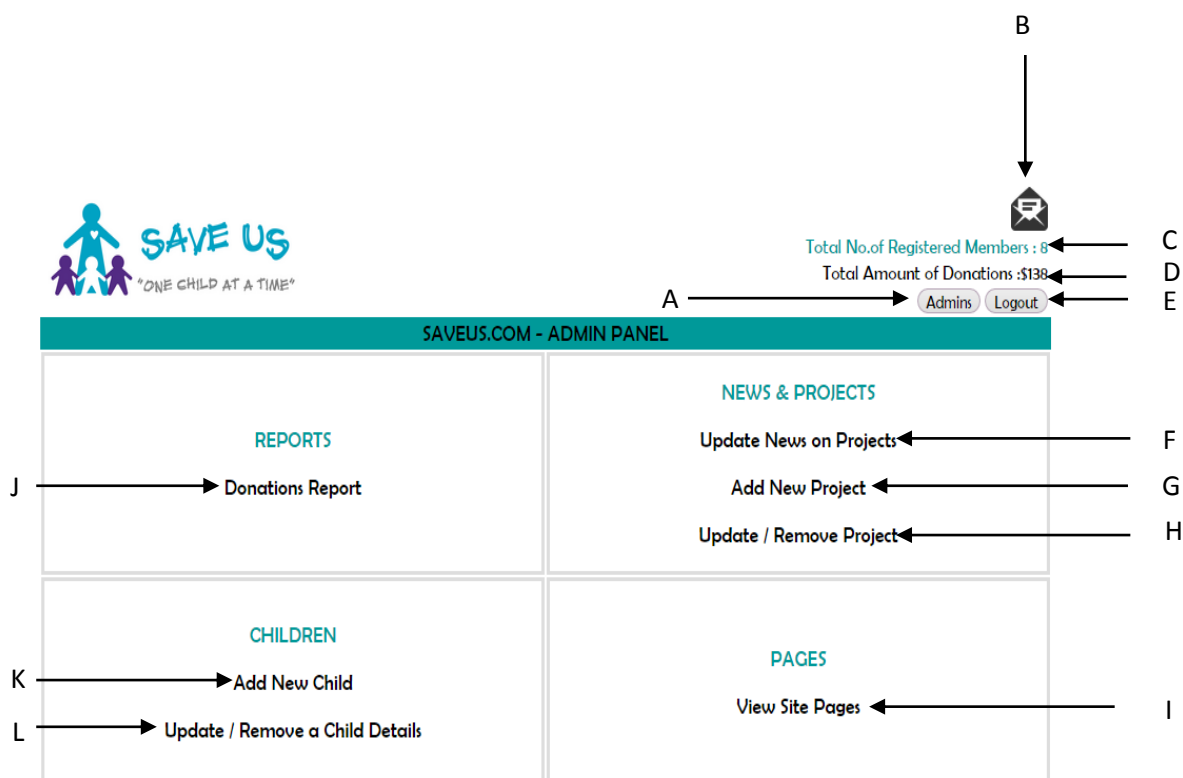 B
SAVE US
"ONE CHILD AT A TIME"
Total No.of Registered Members : 8
C
Total Amount of Donations :$138
D
A
Admins
Logout
E
SAVEUS.COM - ADMIN PANEL
REPORTS
J
Donations Report
NEWS & PROJECTS
Update News on Projects
F
Add New Project
G
Update / Remove Project
H
CHILDREN
K
Add New Child
L
Update / Remove a Child Details
PAGES
View Site Pages
I